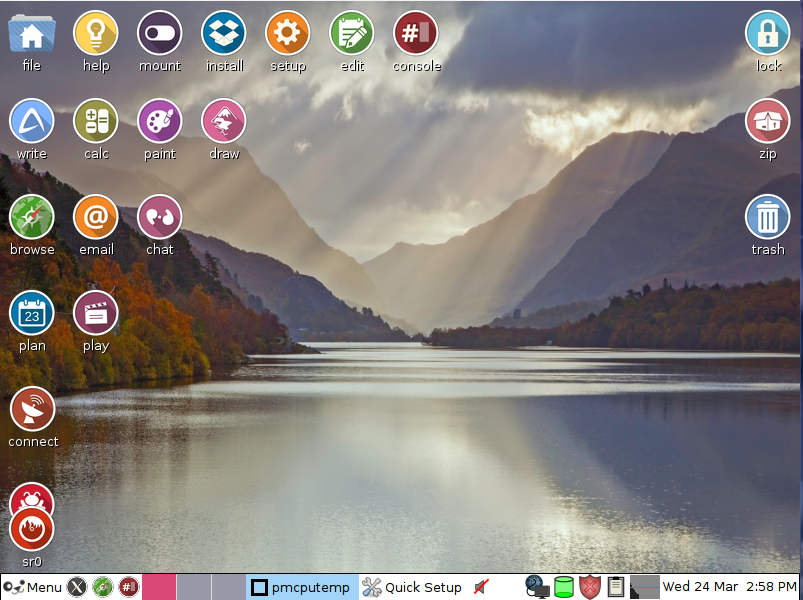 file help mount install setup edit console lock
write calc paint draw zip
browse email chat trash
23
plan play
connect
sr0
Menu X # pmcputemp Quick Setup Wed 24 Mar 2:58 PM